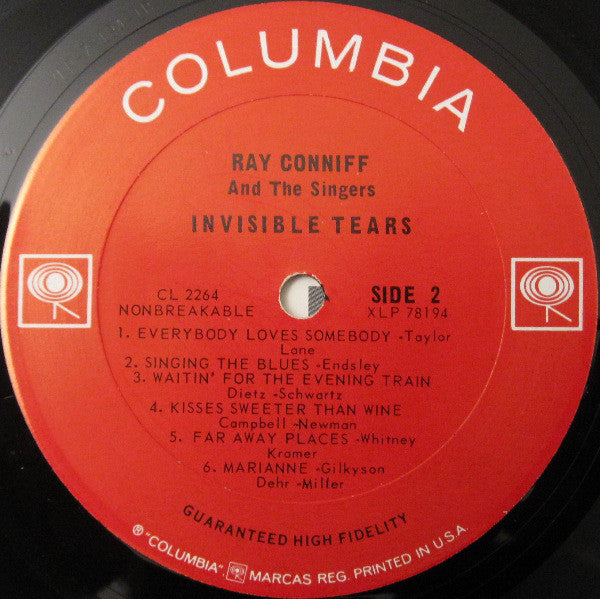 COLUMBIA
RAY CONNIFF
And The Singers
INVISIBLE TEARS
CL 2264
NONBREAKABLE
SIDE 2
XLP 78194
1. EVERYBODY LOVES SOMEBODY -Taylor
Lane
2. SINGING THE BLUES -Endsley
3. WAITIN' FOR THE EVENING TRAIN
Dietz -Schwartz
4. KISSES SWEETER THAN WINE
Campbell -Newman
5. FAR AWAY PLACES -Whitney
Kramer
6. MARIANNE -Gilkyson
Dehr -Miller
GUARANTEED HIGH FIDELITY
® "COLUMBIA", MARCAS REG. PRINTED IN U.S.A.